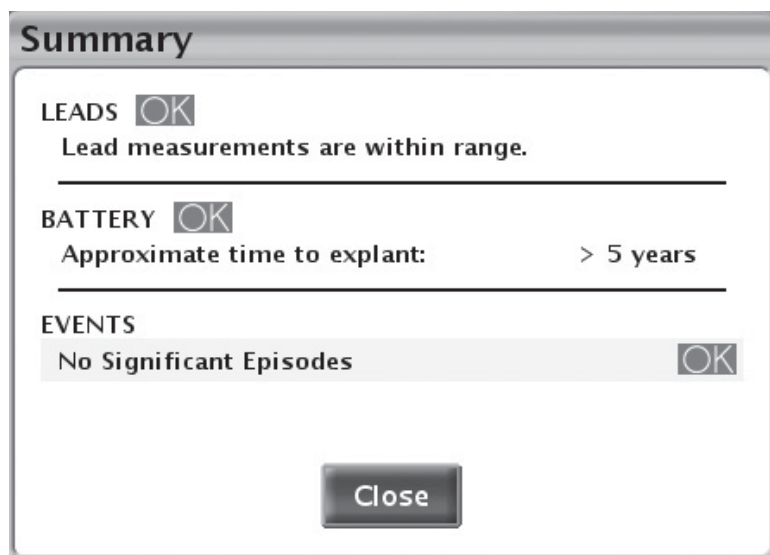 Summary
LEADS OK
Lead measurements are within range.
BATTERY OK
Approximate time to explant: > 5 years
EVENTS
No Significant Episodes OK
Close